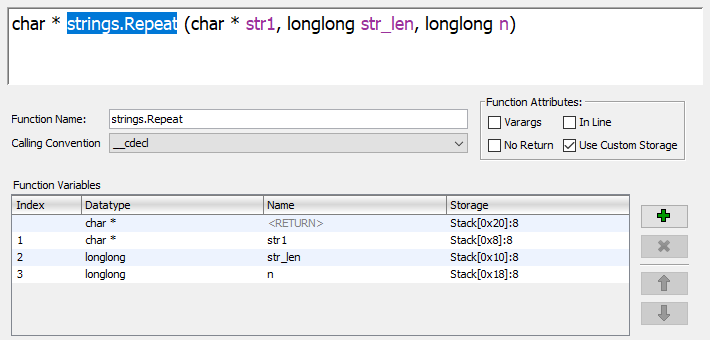 char * strings.Repeat (char * str1, longlong str_len, longlong n)
Function Attributes:
Function Name: strings.Repeat
Varargs In Line
Calling Convention __cdecl
No Return Use Custom Storage
Function Variables
Index Datatype Name Storage
char * <RETURN> Stack[0x20]:8
1 char * str1 Stack[0x8]:8
2 longlong str_len Stack[0x10]:8
3 longlong n Stack[0x18]:8